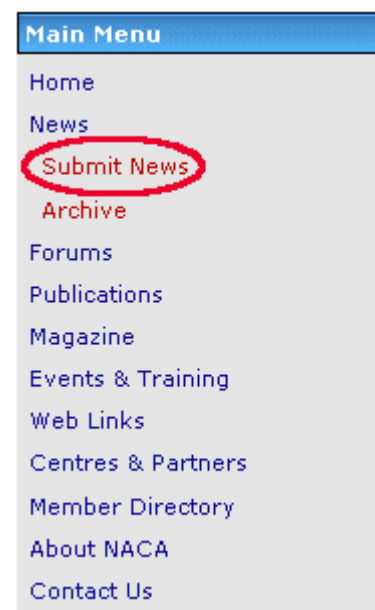 Main Menu
Home
News
Submit News
Archive
Forums
Publications
Magazine
Events & Training
Web Links
Centres & Partners
Member Directory
About NACA
Contact Us